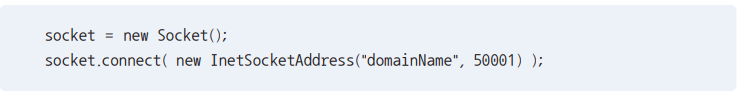 socket = new Socket();
socket.connect( new InetSocketAddress("domainName", 50001) );